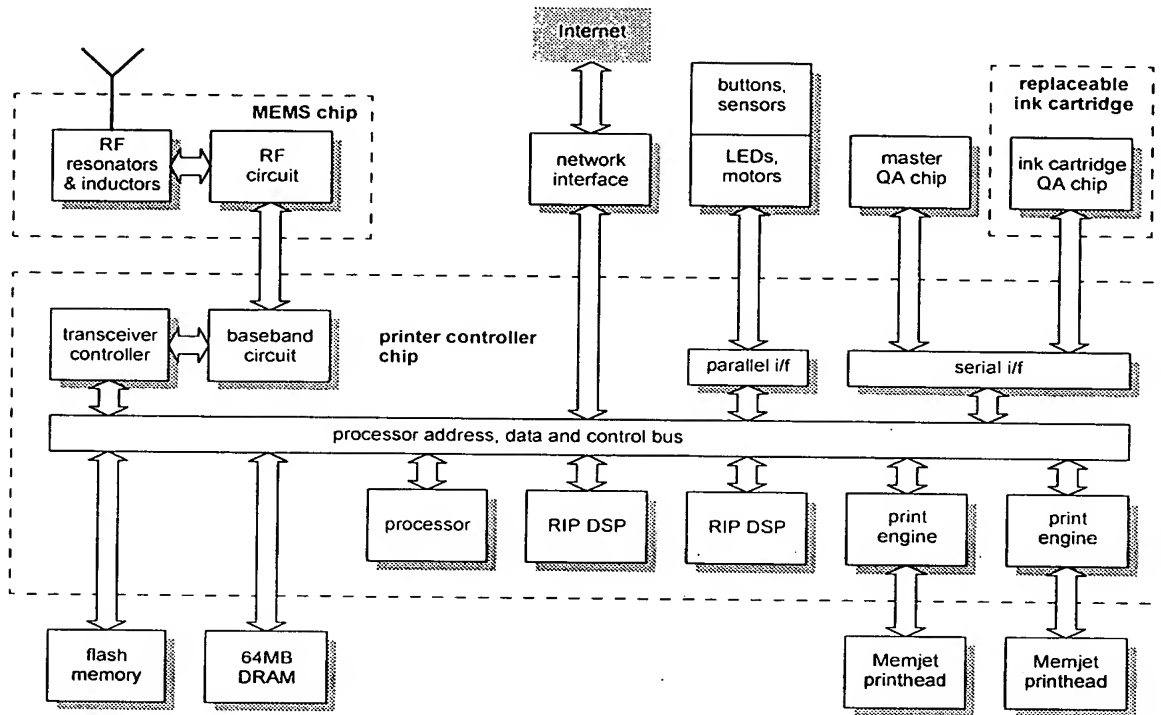 Internet
MEMS chip
RF
resonators
& inductors
RF
circuit
network
interface
buttons,
sensors
LEDs,
motors
master
QA chip
replaceable
ink cartridge
ink cartridge
QA chip
transceiver
controller
baseband
circuit
printer controller
chip
parallel i/f
serial i/f
processor address, data and control bus
processor
RIP DSP
RIP DSP
print
engine
print
engine
flash
memory
64MB
DRAM
Memjet
printhead
Memjet
printhead